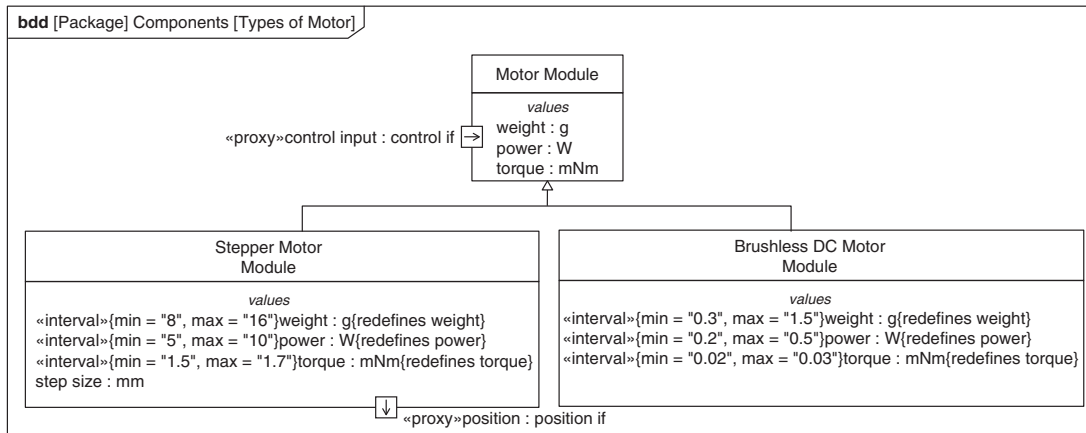 bdd [Package] Components [Types of Motor]
Motor Module
values
weight : g
power : W
torque : mNm
«proxy»control input : control if
Stepper Motor
Module
values
«interval»{min = "8", max = "16"}weight : g{redefines weight}
«interval»{min = "5", max = "10"}power : W{redefines power}
«interval»{min = "1.5", max = "1.7"}torque : mNm{redefines torque}
step size : mm
«proxy»position : position if
Brushless DC Motor
Module
values
«interval»{min = "0.3", max = "1.5"}weight : g{redefines weight}
«interval»{min = "0.2", max = "0.5"}power : W{redefines power}
«interval»{min = "0.02", max = "0.03"}torque : mNm{redefines torque}